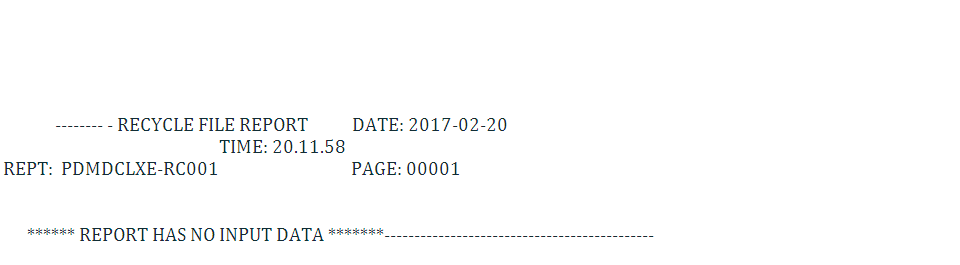 -------- - RECYCLE FILE REPORT DATE: 2017-02-20
TIME: 20.11.58
REPT: PDMDCLXE-RC001 PAGE: 00001
****** REPORT HAS NO INPUT DATA *******---------------------------------------------